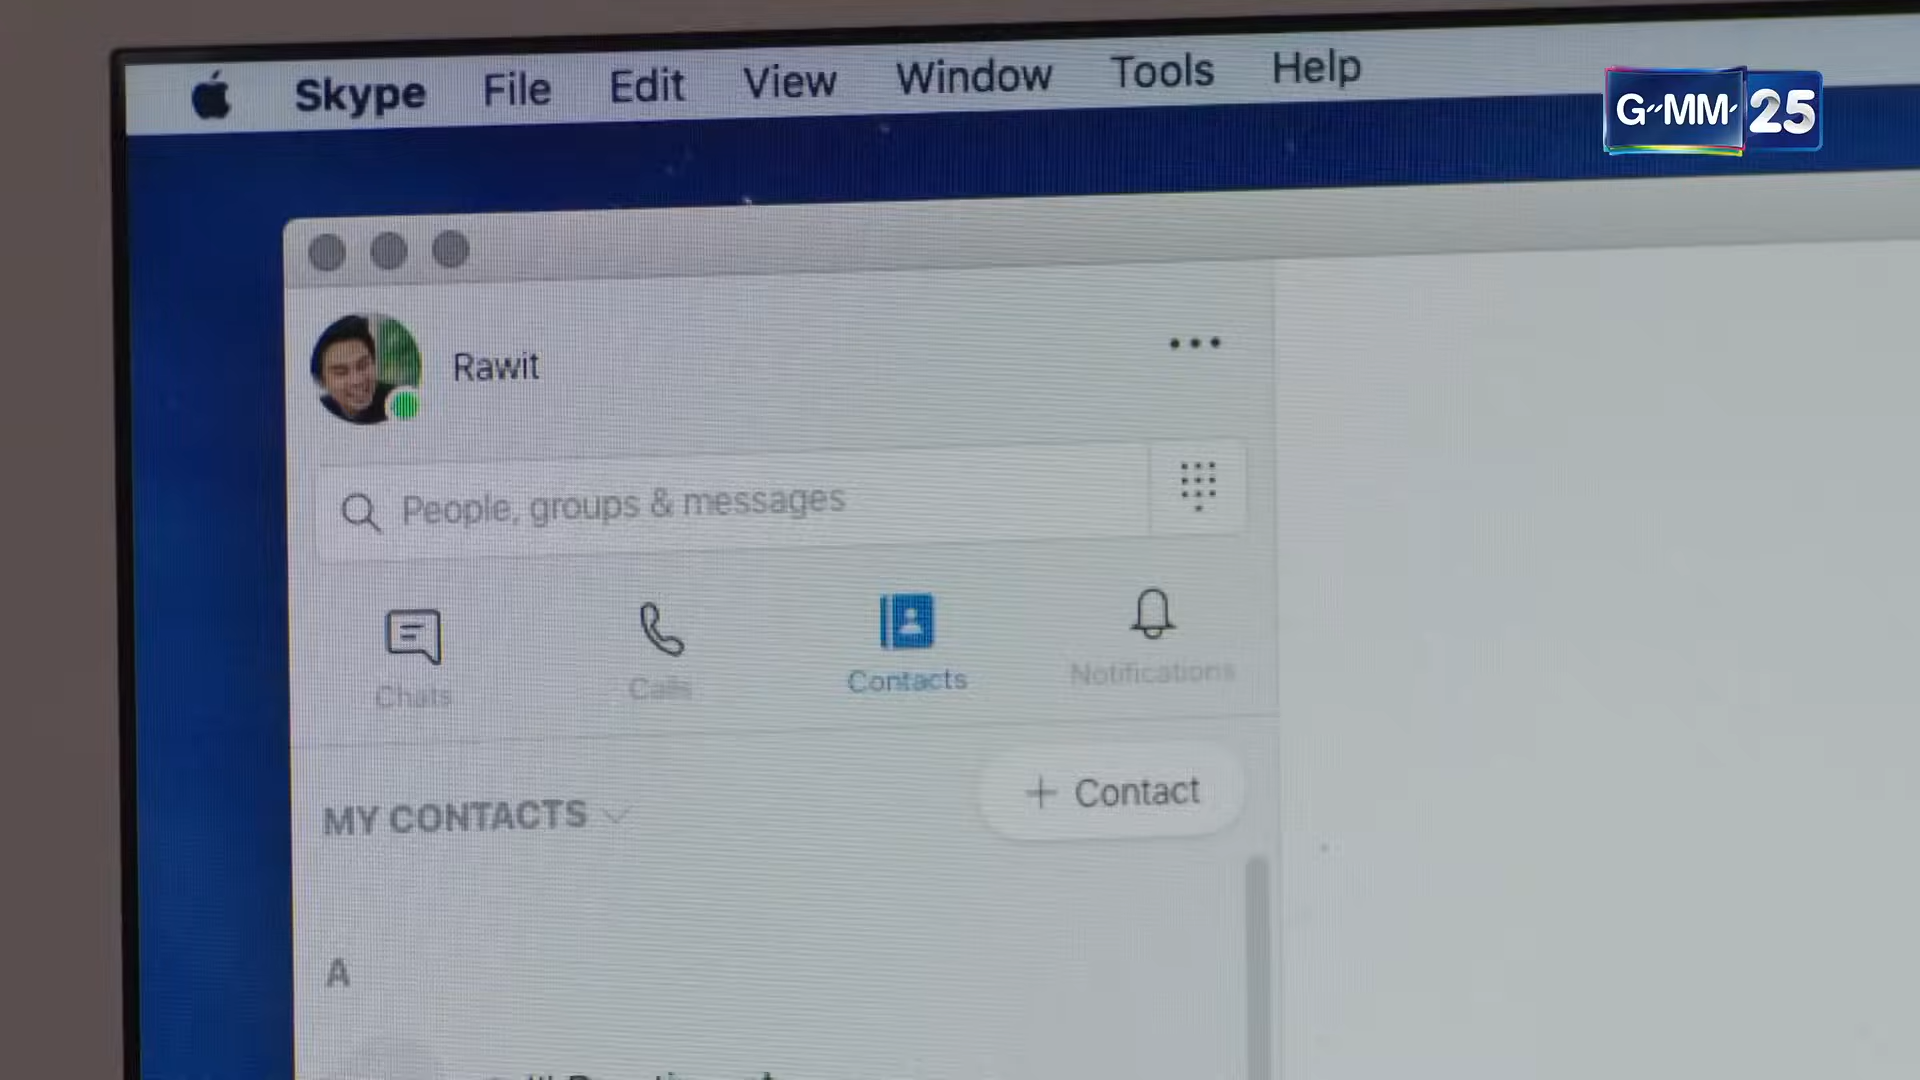 Skype File Edit View Window Tools Help
GMM 25
Rawit
People, groups & messages
Chats Calls Contacts Notifications
MY CONTACTS
+ Contact
A